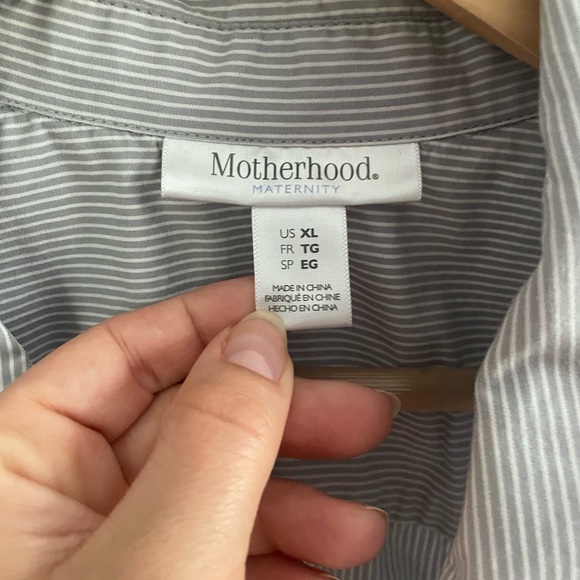 Motherhood®
MATERNITY
US XL
FR TG
SP EG
MADE IN CHINA
FABRIQUÉ EN CHINE
HECHO EN CHINA